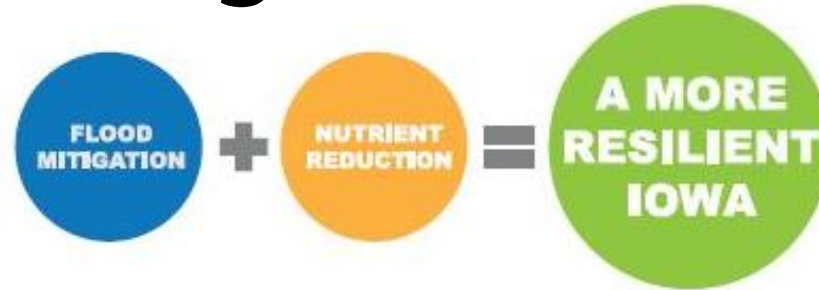 FLOOD
MITIGATION
+
NUTRIENT
REDUCTION
=
A MORE
RESILIENT
IOWA